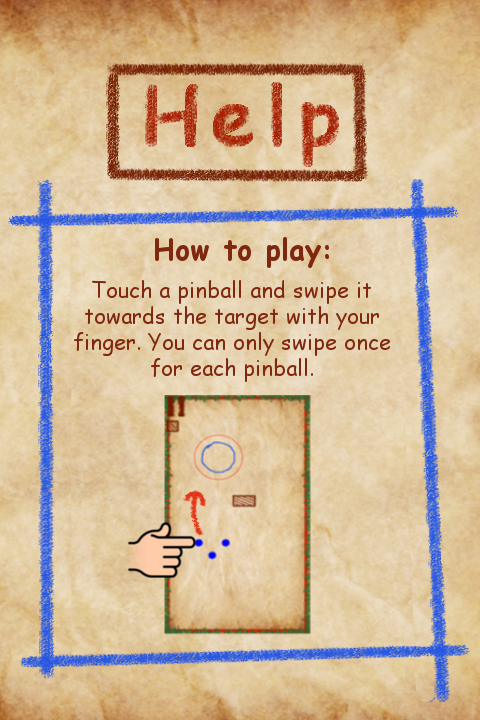 Help
How to play:
Touch a pinball and swipe it
towards the target with your
finger. You can only swipe once
for each pinball.